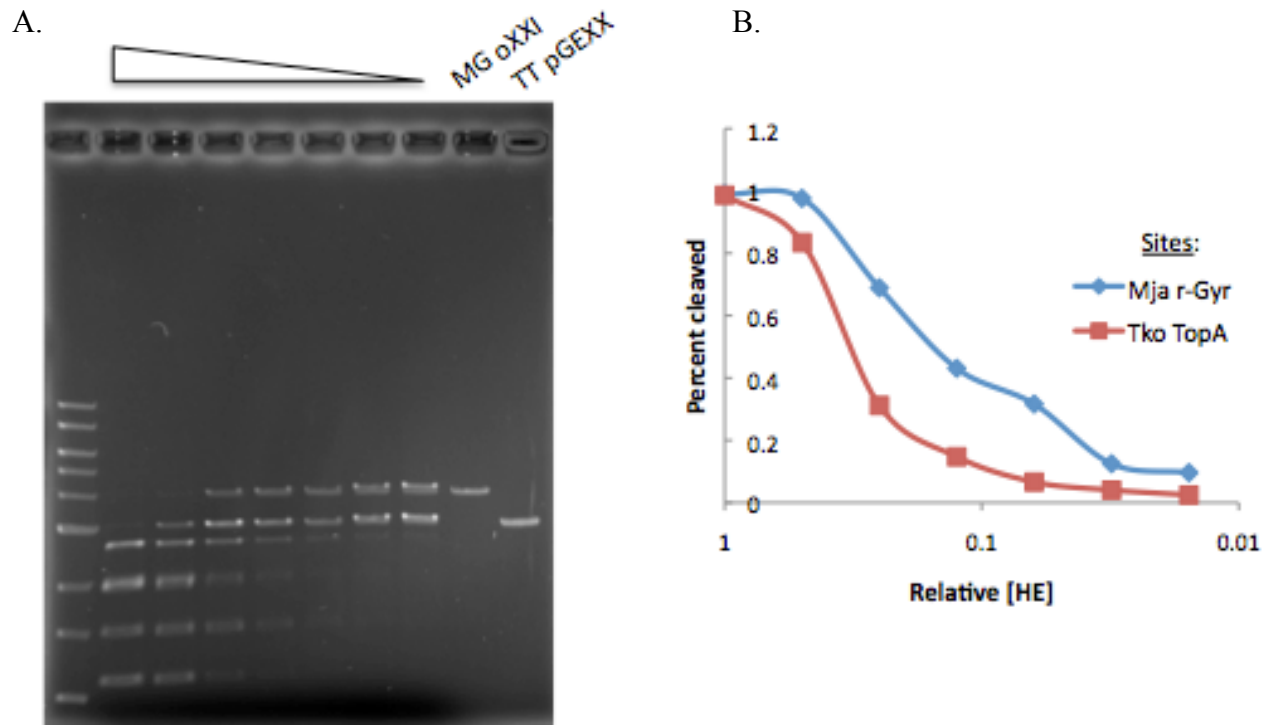 A.
MG oXXI
TT pGEXX
B.
Percent cleaved
1.2
1
0.8
0.6
0.4
0.2
0
1
0.1
0.01
Relative [HE]
Sites:
Mja r-Gyr
Tko TopA